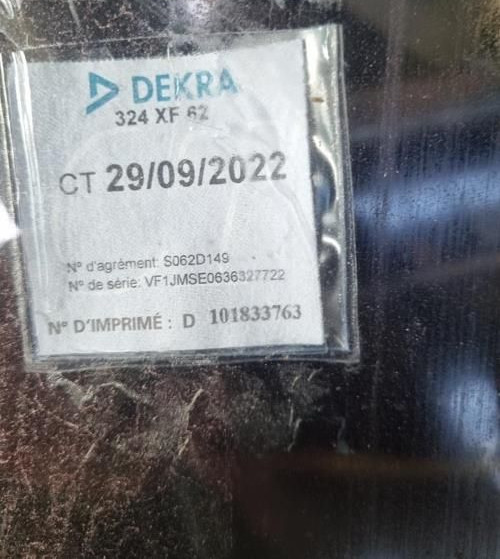 DEKRA
324 XF 62
CT 29/09/2022
N° d'agrément: S062D149
N° de série: VF1JMSE0636327722
N° D'IMPRIMÉ : D 101833763